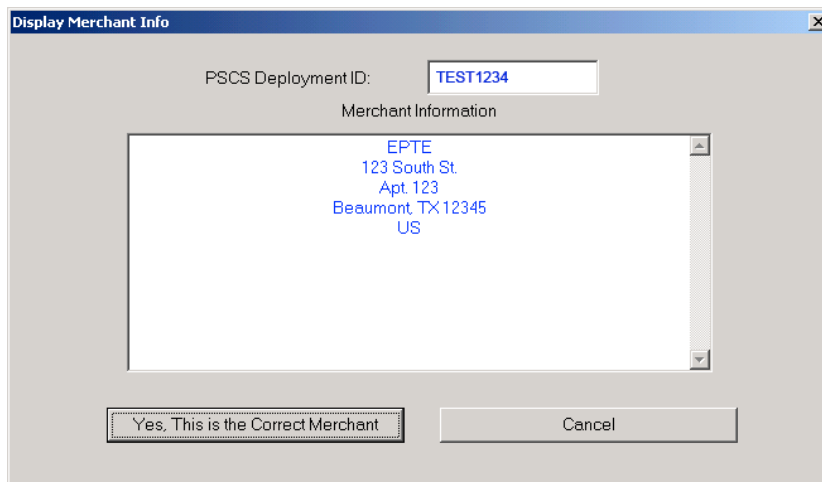 Display Merchant Info
PSCS Deployment ID: TEST1234
Merchant Information
EPTE
123 South St.
Apt. 123
Beaumont, TX 12345
US
Yes, This is the Correct Merchant
Cancel